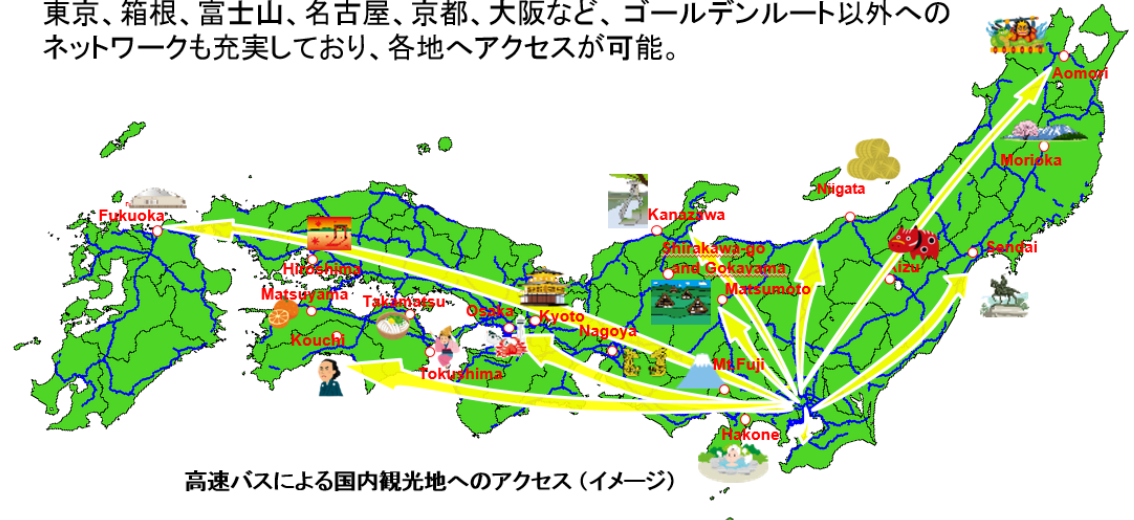 東京、箱根、富士山、名古屋、京都、大阪など、ゴールデンルート以外への
ネットワークも充実しており、各地へアクセスが可能。
Aomori
Morioka
Niigata
Kanazawa
Fukuoka
Shirakawa-go
and Gokayama
Sendai
Aizu
Hiroshima
Matsumoto
Matsuyama
Takamatsu
Osaka
Kyoto
Nagoya
Kouchi
Mt.Fuji
Tokushima
Hakone
高速バスによる国内観光地へのアクセス（イメージ）